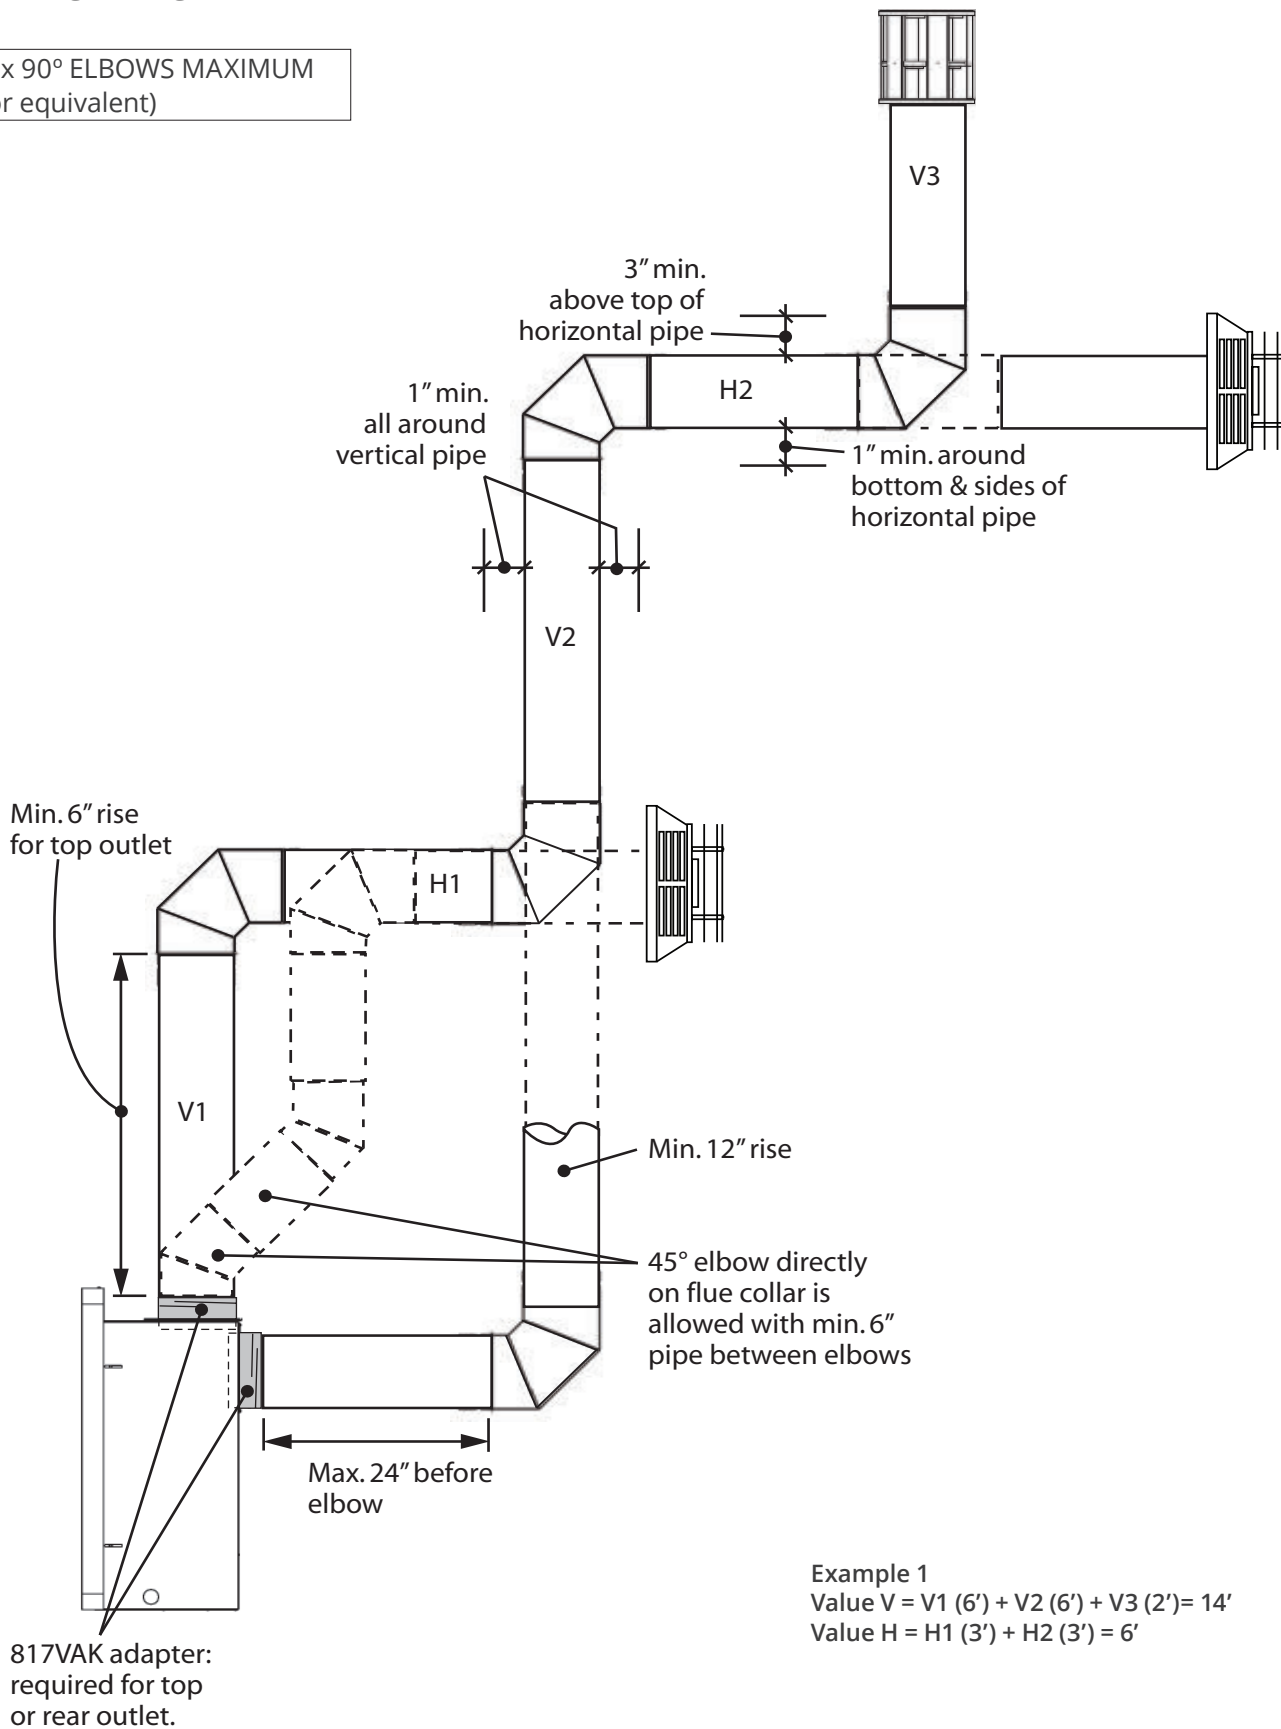 x 90º ELBOWS MAXIMUM
r equivalent)
V3
3" min.
above top of
horizontal pipe
H2
1" min.
all around
vertical pipe
1" min. around
bottom & sides of
horizontal pipe
V2
Min. 6" rise
for top outlet
H1
V1
Min. 12" rise
45° elbow directly
on flue collar is
allowed with min. 6"
pipe between elbows
Max. 24" before
elbow
Example 1
Value V = V1 (6’) + V2 (6’) + V3 (2’)= 14’
Value H = H1 (3’) + H2 (3’) = 6’
817VAK adapter:
required for top
or rear outlet.